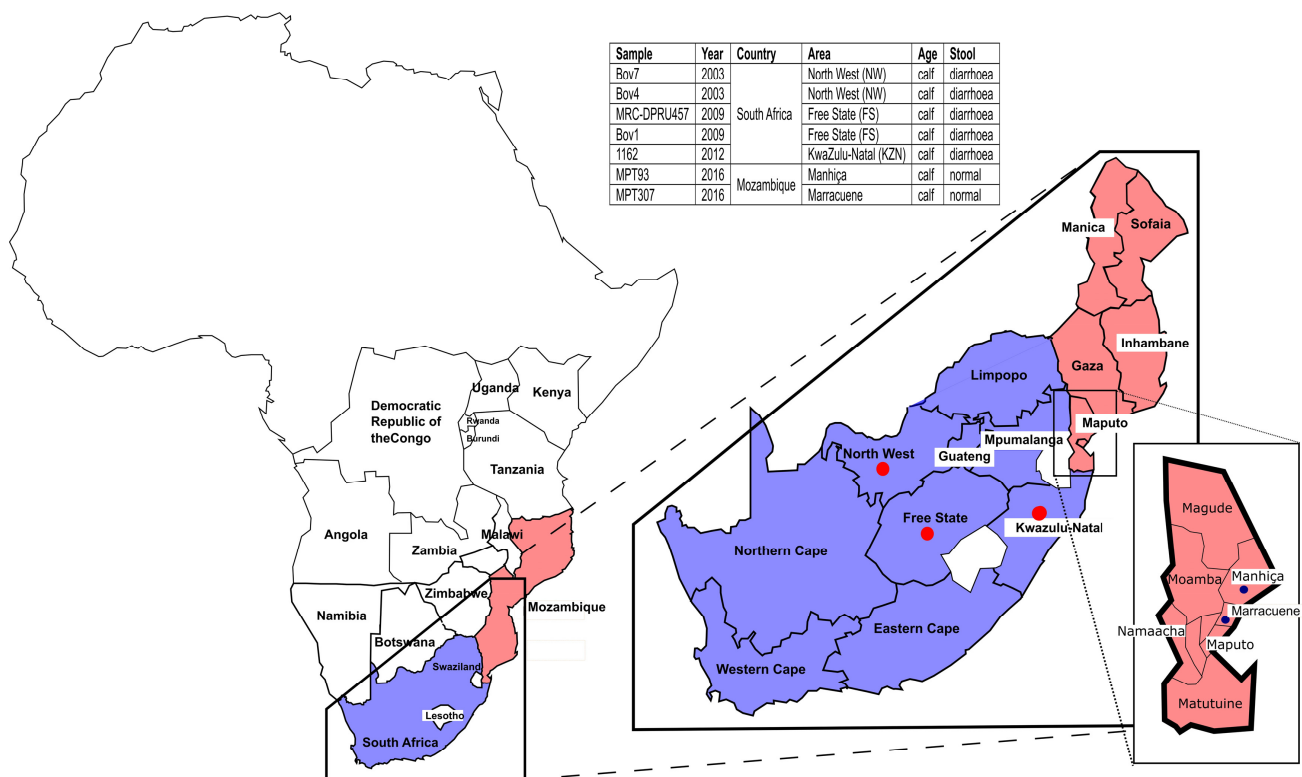 Sample Year Country Area Age Stool
Bov7 2003 South Africa North West (NW) calf diarrhoea
Bov4 2003 North West (NW) calf diarrhoea
MRC-DPRU457 2009 Free State (FS) calf diarrhoea
Bov1 2009 Free State (FS) calf diarrhoea
1162 2012 KwaZulu-Natal (KZN) calf diarrhoea
MPT93 2016 Mozambique Manhiça calf normal
MPT307 2016 Marracuene calf normal
Uganda
Kenya
Democratic
Republic of
theCongo
Rwanda
Burundi
Tanzania
Angola
Malawi
Zambia
Zimbabwe
Mozambique
Namibia
Botswana
Swaziland
Lesotho
South Africa
Manica
Sofaia
Inhambane
Gaza
Limpopo
Maputo
Mpumalanga
Guateng
North West
Free State
Kwazulu-Natal
Northern Cape
Eastern Cape
Western Cape
Magude
Moamba
Manhiça
Marracuene
Namaacha
Maputo
Matutuine